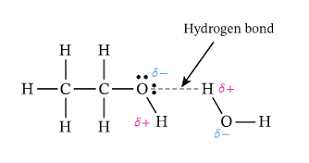 Hydrogen bond
H H δ−
H—C—C—O: H δ+
H H δ+ H O—H
δ−